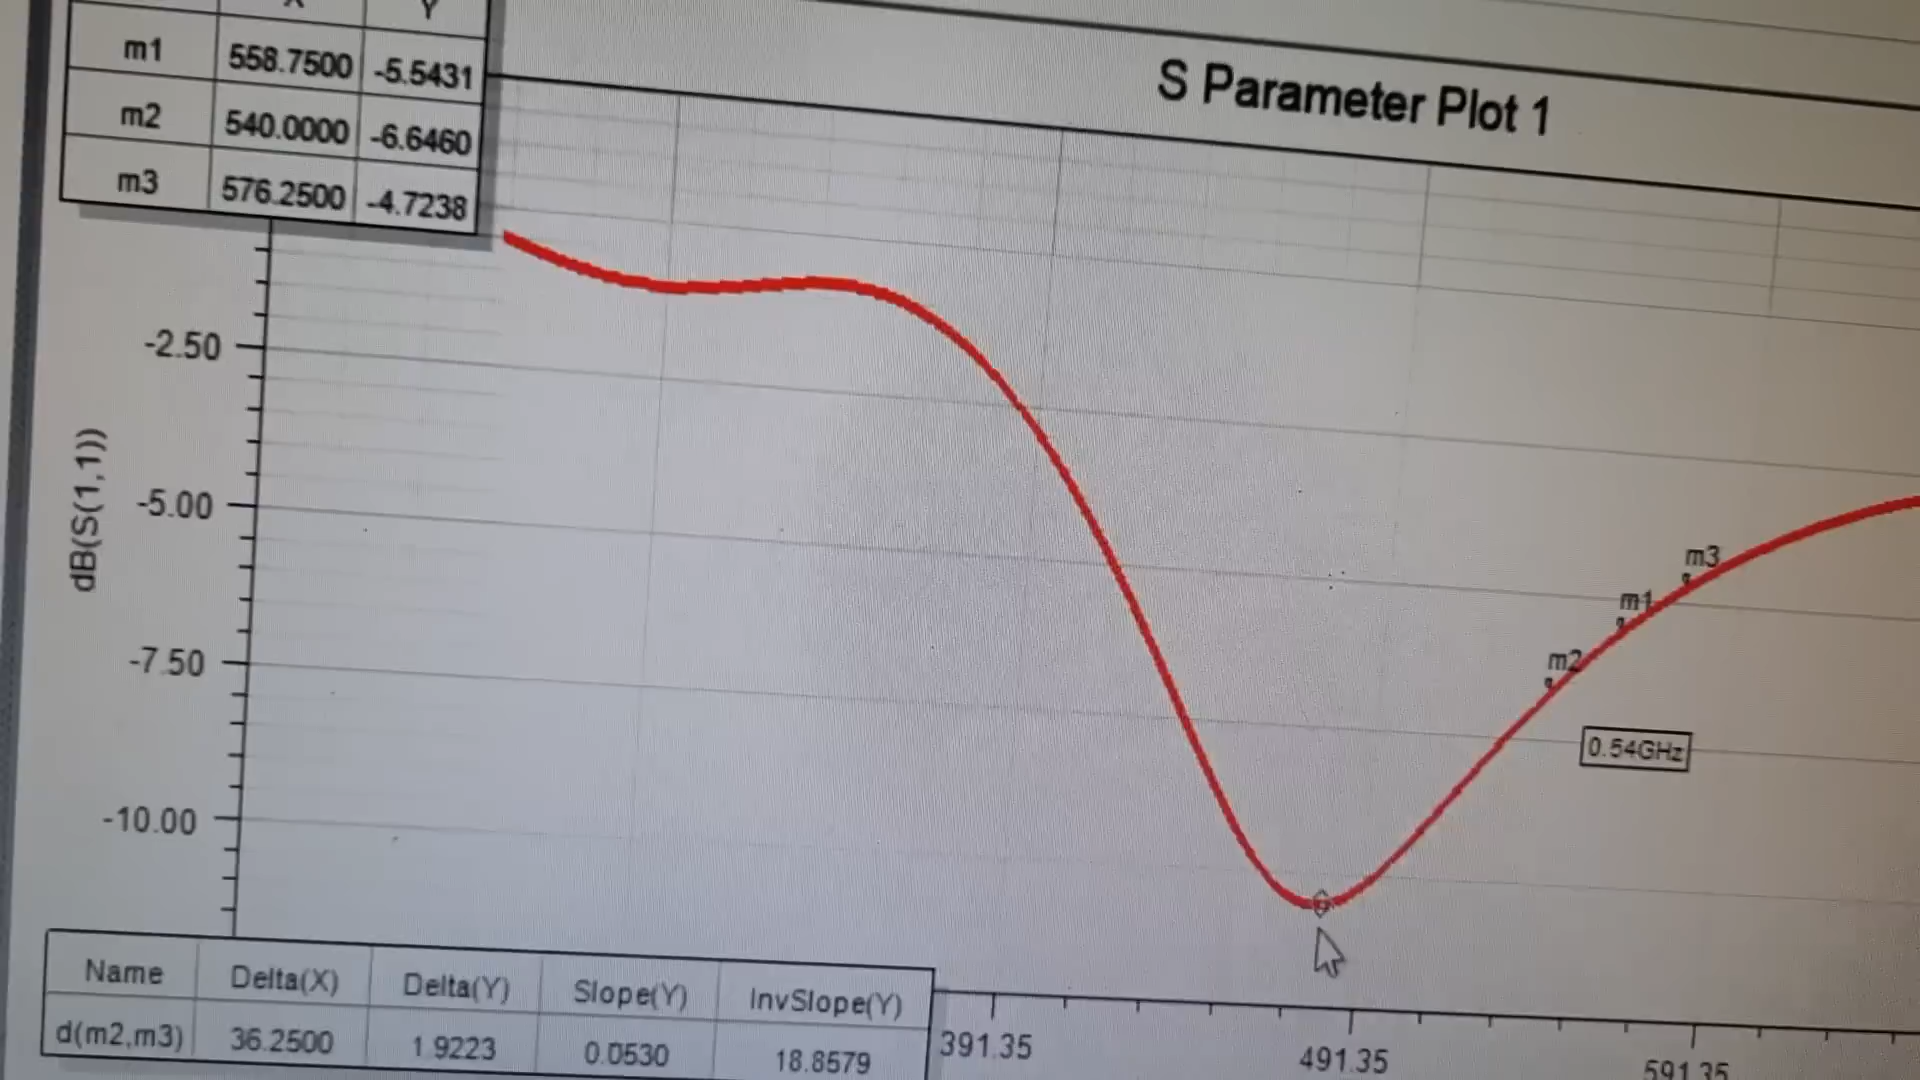 X Y
m1 558.7500 -5.5431
m2 540.0000 -6.6460
m3 576.2500 -4.7238
S Parameter Plot 1
-2.50
-5.00
-7.50
-10.00
dB(S(1,1))
m3
m1
m2
0.54GHz
Name Delta(X) Delta(Y) Slope(Y) InvSlope(Y)
d(m2,m3) 36.2500 1.9223 0.0530 18.8579
391.35 491.35 591.35